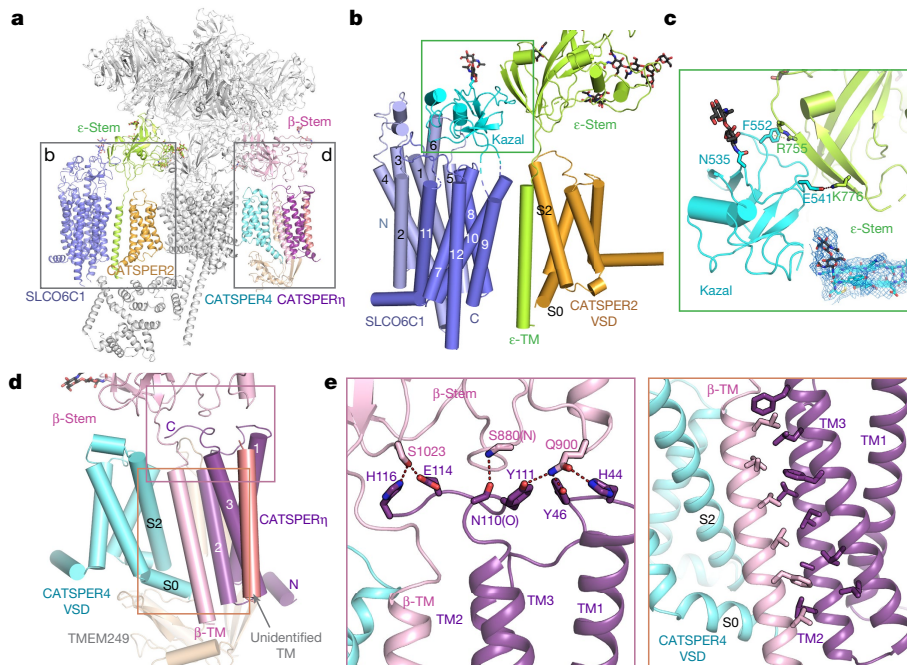 a
ε-Stem
β-Stem
b
d
CATSPER2
SLCO6C1
CATSPER4 CATSPERη
b
Kazal
ε-Stem
6
3
1
4
5
7
N
8
S2
2
11
10
9
12
7
SLCO6C1
C
S0
CATSPER2
VSD
ε-TM
c
F552
R755
N535
E541
K776
ε-Stem
Kazal
d
β-Stem
C
1
S2
3
CATSPERη
2
S0
N
CATSPER4
VSD
β-TM
TMEM249
Unidentified
TM
e
β-Stem
S1023
S880(N)
Q900
H116
E114
Y111
H44
N110(O)
Y46
β-TM
TM2
TM3
TM1
β-TM
TM3
TM1
S2
S0
TM2
CATSPER4
VSD